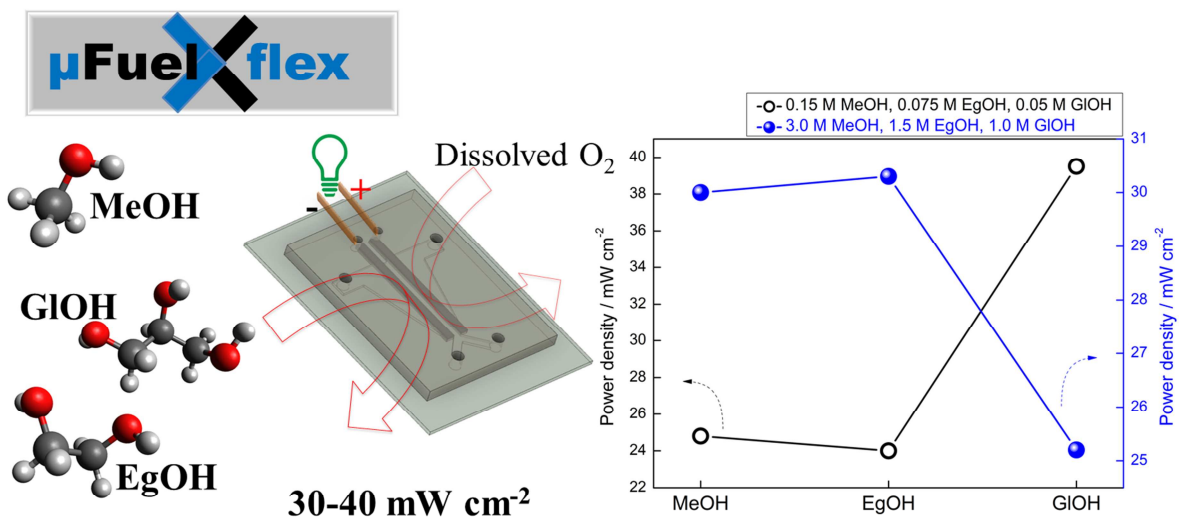 µFuel X flex
MeOH
GlOH
EgOH
Dissolved O2
- +
30-40 mW cm-2
0.15 M MeOH, 0.075 M EgOH, 0.05 M GlOH
3.0 M MeOH, 1.5 M EgOH, 1.0 M GlOH
Power density / mW cm-2
40
38
36
34
32
30
28
26
24
22
MeOH
EgOH
GlOH
31
30
29
28
27
26
25
Power density / mW cm-2